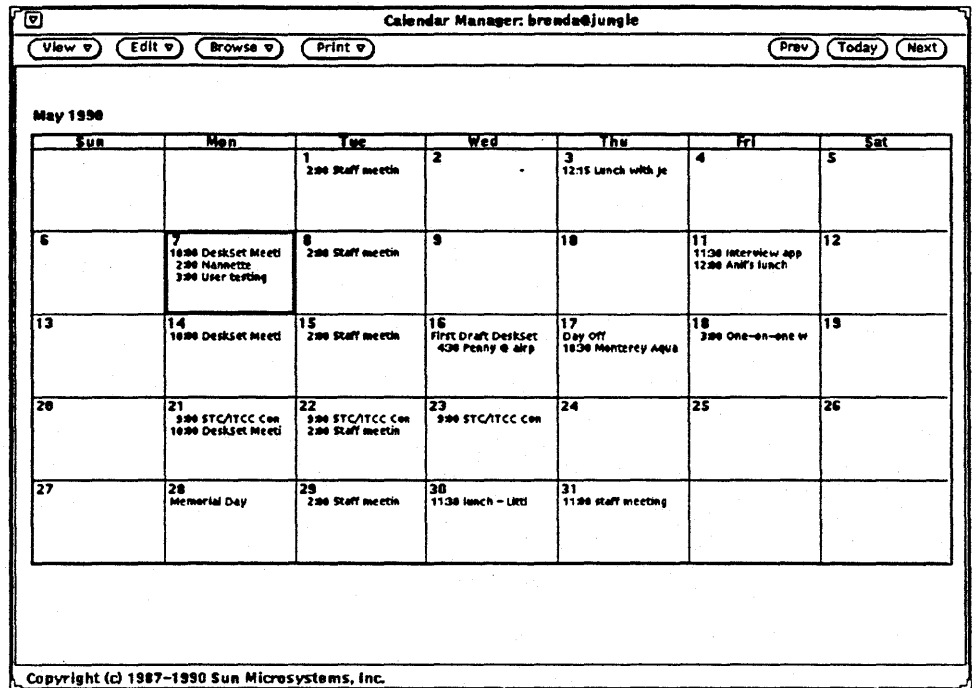 Calendar Manager: brenda@jungle
View Edit Browse Print Prev Today Next
May 1990
Sun Mon Tue Wed Thu Fri Sat
1 2 3 4 5
2:00 Staff meetin 12:15 Lunch with Je
6 7 8 9 10 11 12
10:00 DeskSet Meeti 2:00 Staff meetin 11:30 Interview app
2:00 Nannette 12:00 Anil's lunch
3:00 User testing
13 14 15 16 17 18 19
10:00 DeskSet Meeti 2:00 Staff meetin First Draft DeskSet Day Off 3:00 One-on-one w
4:30 Penny @ airp 10:30 Monterey Aqua
20 21 22 23 24 25 26
9:00 STC/ITCC Con 9:00 STC/ITCC Con 9:00 STC/ITCC Con
10:00 DeskSet Meeti 2:00 Staff meetin
27 28 29 30 31
Memorial Day 2:00 Staff meetin 11:30 lunch - Littl 11:00 staff meeting
Copyright (c) 1987-1990 Sun Microsystems, Inc.